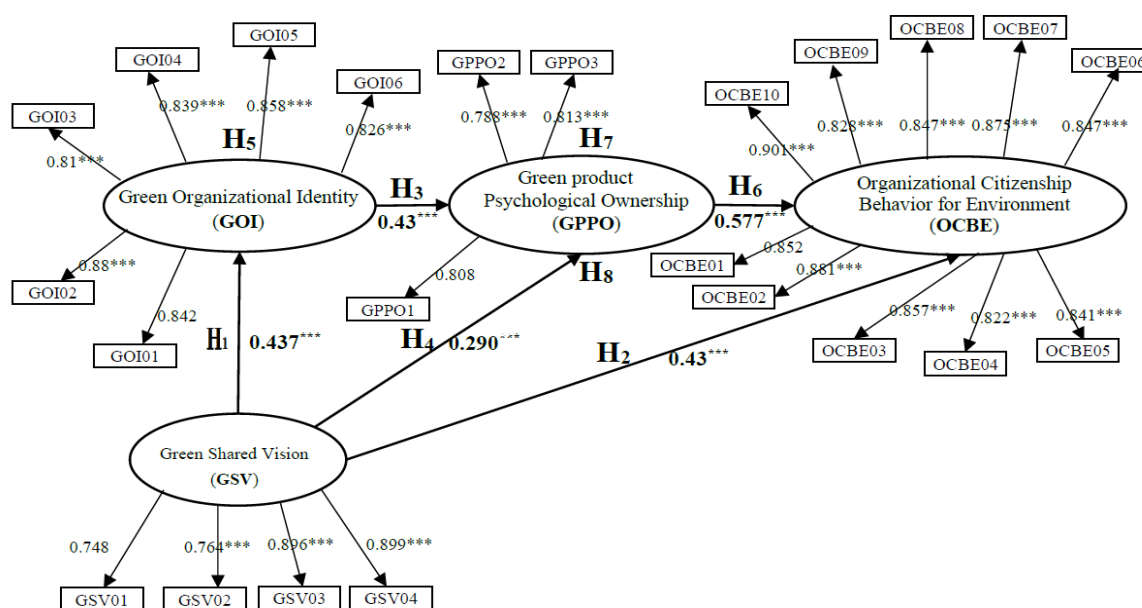 GOI05
OCBE08
OCBE07
GOI04
OCBE09
GPPO2
GPPO3
OCBE06
GOI06
OCBE10
0.839***
0.858***
GOI03
0.826***
0.788***
0.813***
0.828***
0.847***
0.875***
0.847***
H5
H7
0.81***
0.901***
Green Organizational Identity
(GOI)
H3
0.43***
Green product
Psychological Ownership
(GPPO)
H6
0.577***
Organizational Citizenship
Behavior for Environment
(OCBE)
0.88***
GOI02
0.842
GOI01
0.808
GPPO1
H8
OCBE01
0.852
OCBE02
0.881***
0.857***
0.822***
0.841***
OCBE03
OCBE04
OCBE05
H1
0.437***
H4
0.290***
H2
0.43***
Green Shared Vision
(GSV)
0.748
0.764***
0.896***
0.899***
GSV01
GSV02
GSV03
GSV04